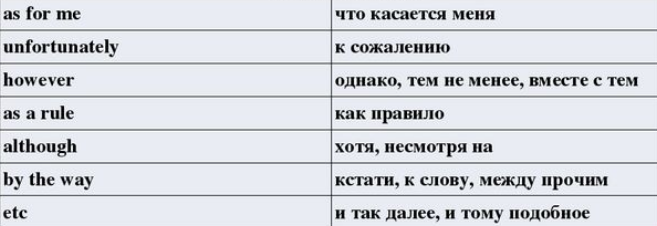 as for me что касается меня
unfortunately к сожалению
however однако, тем не менее, вместе с тем
as a rule как правило
although хотя, несмотря на
by the way кстати, к слову, между прочим
etc и так далее, и тому подобное